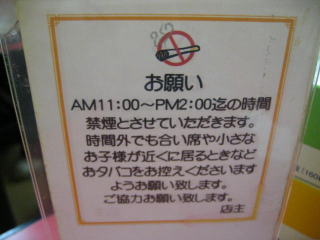 お願い
AM11:00～PM2:00迄の時間
禁煙とさせていただきます。
時間外でも合い席や小さな
お子様が近くに居るときなど
おタバコをお控えくださいます
ようお願い致します。
ご協力お願い致します。
店主